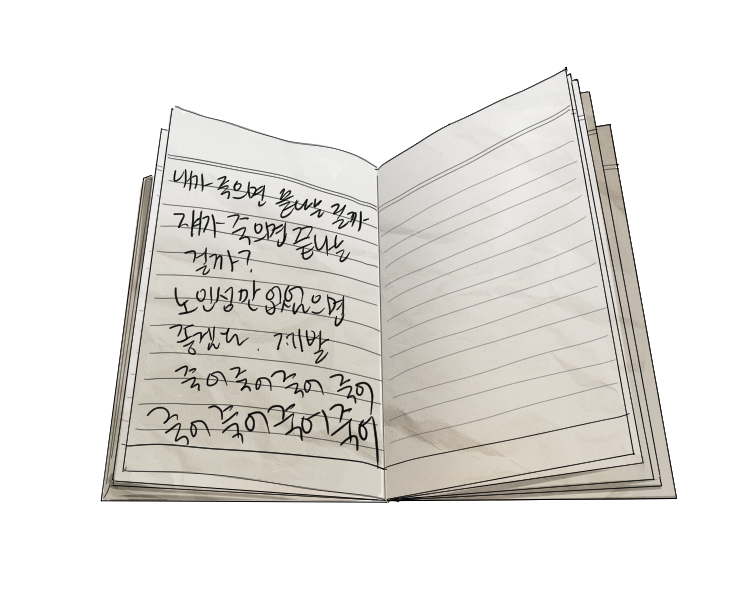 내가 죽으면 끝나는 걸까
쟤가 죽으면 끝나는
걸까?
노인성만 없었으면
좋겠다. 제발
죽어 죽어 죽어 죽어
죽어 죽어 죽어 죽어